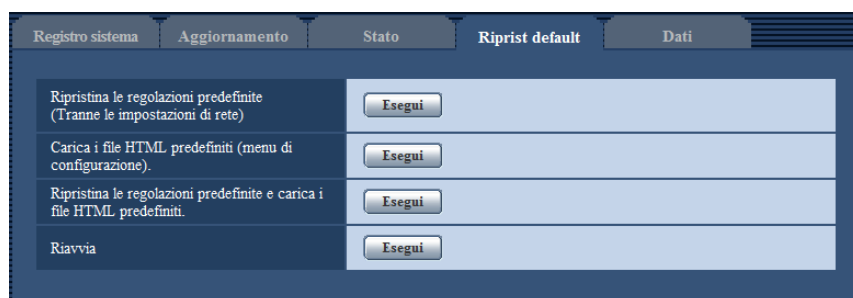 Registro sistema Aggiornamento Stato Riprist default Dati
Ripristina le regolazioni predefinite
(Tranne le impostazioni di rete)
Esegui
Carica i file HTML predefiniti (menu di
configurazione).
Esegui
Ripristina le regolazioni predefinite e carica i
file HTML predefiniti.
Esegui
Riavvia
Esegui